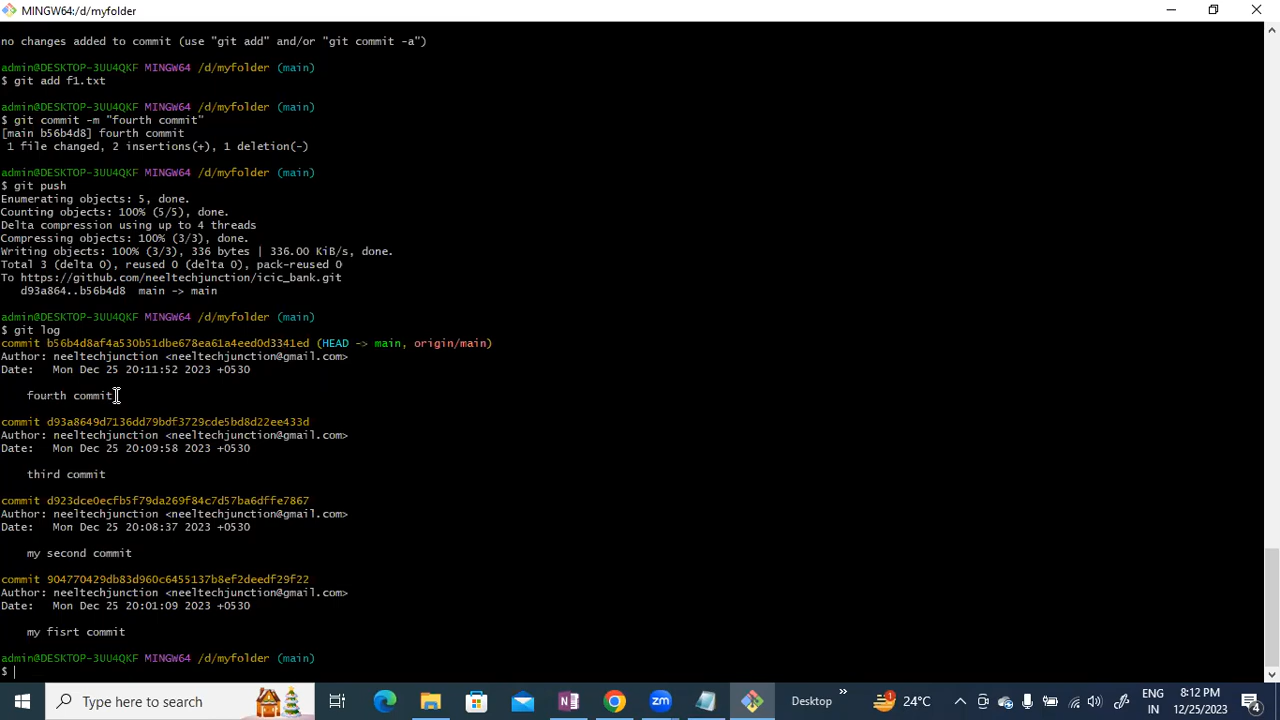 MINGW64:/d/myfolder
no changes added to commit (use "git add" and/or "git commit -a")
admin@DESKTOP-3UU4QKF MINGW64 /d/myfolder (main)
$ git add f1.txt
admin@DESKTOP-3UU4QKF MINGW64 /d/myfolder (main)
$ git commit -m "fourth commit"
[main b56b4d8] fourth commit
1 file changed, 2 insertions(+), 1 deletion(-)
admin@DESKTOP-3UU4QKF MINGW64 /d/myfolder (main)
$ git push
Enumerating objects: 5, done.
Counting objects: 100% (5/5), done.
Delta compression using up to 4 threads
Compressing objects: 100% (3/3), done.
Writing objects: 100% (3/3), 336 bytes | 336.00 KiB/s, done.
Total 3 (delta 0), reused 0 (delta 0), pack-reused 0
To https://github.com/neeltechjunction/icic_bank.git
d93a864..b56b4d8  main -> main
admin@DESKTOP-3UU4QKF MINGW64 /d/myfolder (main)
$ git log
commit b56b4d8af4a530b51dbe678ea61a4eed0d3341ed (HEAD -> main, origin/main)
Author: neeltechjunction <neeltechjunction@gmail.com>
Date:   Mon Dec 25 20:11:52 2023 +0530
fourth commit
commit d93a8649d7136dd79bdf3729cde5bd8d22ee433d
Author: neeltechjunction <neeltechjunction@gmail.com>
Date:   Mon Dec 25 20:09:58 2023 +0530
third commit
commit d923dce0ecfb5f79da269f84c7d57ba6dffe7867
Author: neeltechjunction <neeltechjunction@gmail.com>
Date:   Mon Dec 25 20:08:37 2023 +0530
my second commit
commit 904770429db83d960c6455137b8ef2deedf29f22
Author: neeltechjunction <neeltechjunction@gmail.com>
Date:   Mon Dec 25 20:01:09 2023 +0530
my fisrt commit
admin@DESKTOP-3UU4QKF MINGW64 /d/myfolder (main)
$
Type here to search
Desktop
24°C
ENG
IN
8:12 PM
12/25/2023
4